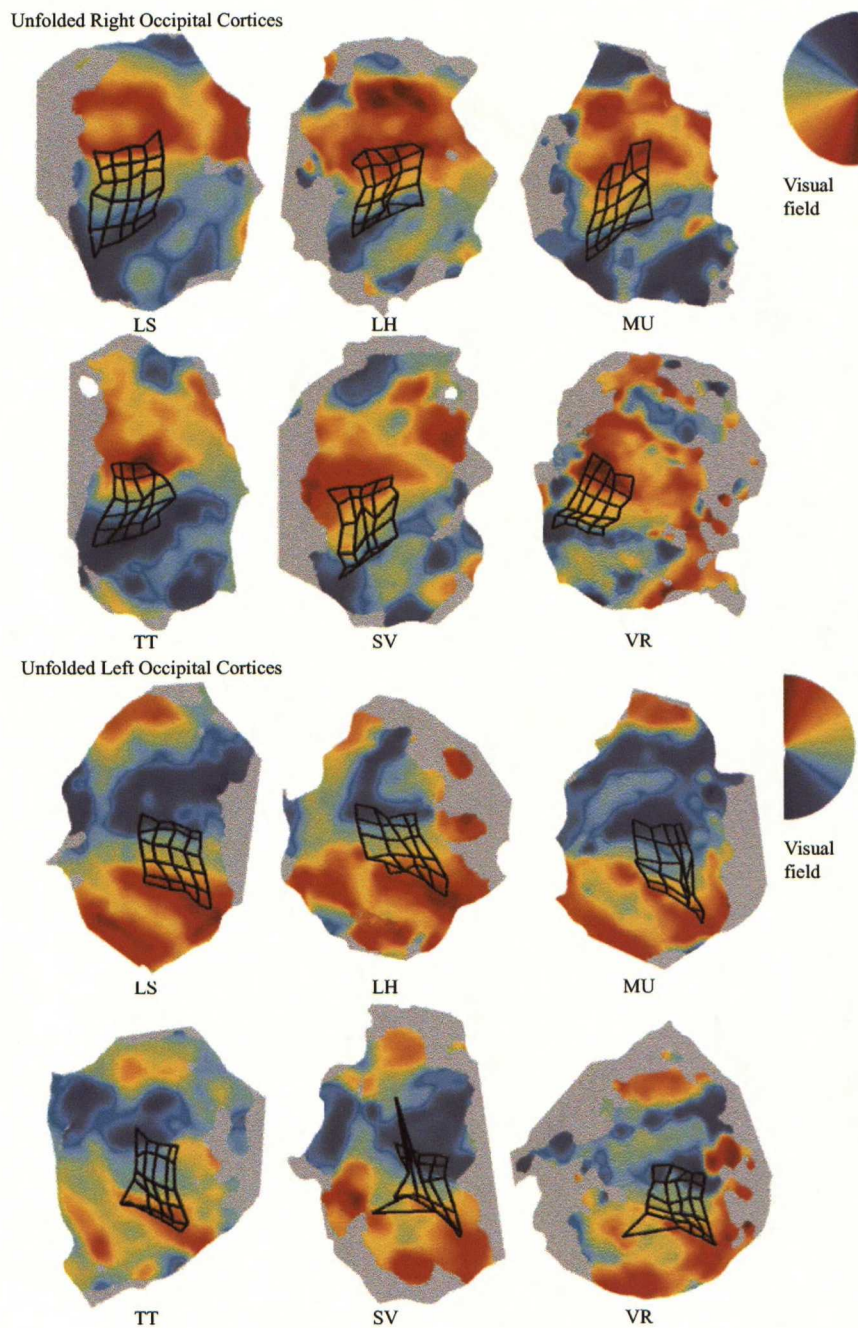 Unfolded Right Occipital Cortices
Visual
field
LS LH MU
TT SV VR
Unfolded Left Occipital Cortices
Visual
field
LS LH MU
TT SV VR